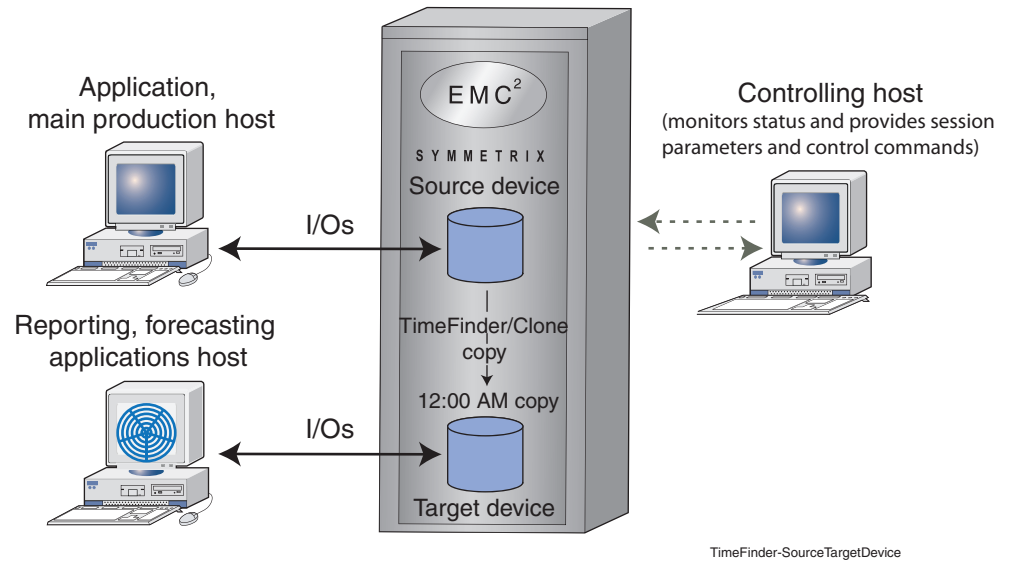 Application,
main production host
I/Os
Reporting, forecasting
applications host
I/Os
EMC²
SYMMETRIX
Source device
TimeFinder/Clone
copy
12:00 AM copy
Target device
Controlling host
(monitors status and provides session
parameters and control commands)
TimeFinder-SourceTargetDevice